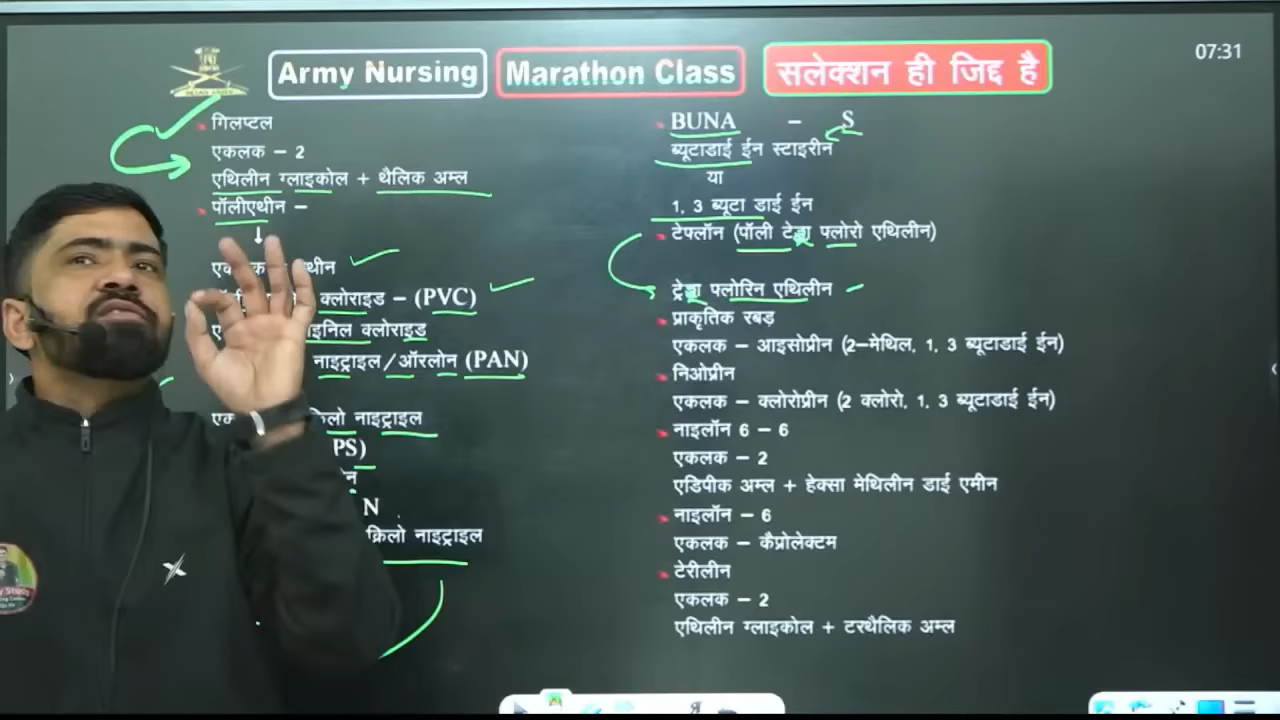 Army Nursing
Marathon Class
सलेक्शन ही जिद्द है
07:31
गिलप्टल
एकलक – 2
एथिलीन ग्लाइकोल + थैलिक अम्ल
पॉलीएथीन –
क्लोराइड – (PVC)
क्लोराइड
नाइट्राइल/ऑरलोन (PAN)
नाइट्राइल
PS)
N
क्रिलो नाइट्राइल
BUNA – S
ब्यूटाडाई ईन स्टाइरीन
या
1, 3 ब्यूटा डाई ईन
टेफ्लॉन (पॉली फ्लोरो एथिलीन)
फ्लोरिन एथिलीन
प्राकृतिक रबड़
एकलक – आइसोप्रीन (2–मेथिल, 1, 3 ब्यूटाडाई ईन)
निओप्रीन
एकलक – क्लोरोप्रीन (2 क्लोरो, 1, 3 ब्यूटाडाई ईन)
नाइलॉन 6 – 6
एकलक – 2
एडिपीक अम्ल + हेक्सा मेथिलीन डाई एमीन
नाइलॉन – 6
एकलक – कैप्रोलेक्टम
टेरीलीन
एकलक – 2
एथिलीन ग्लाइकोल + टरथैलिक अम्ल